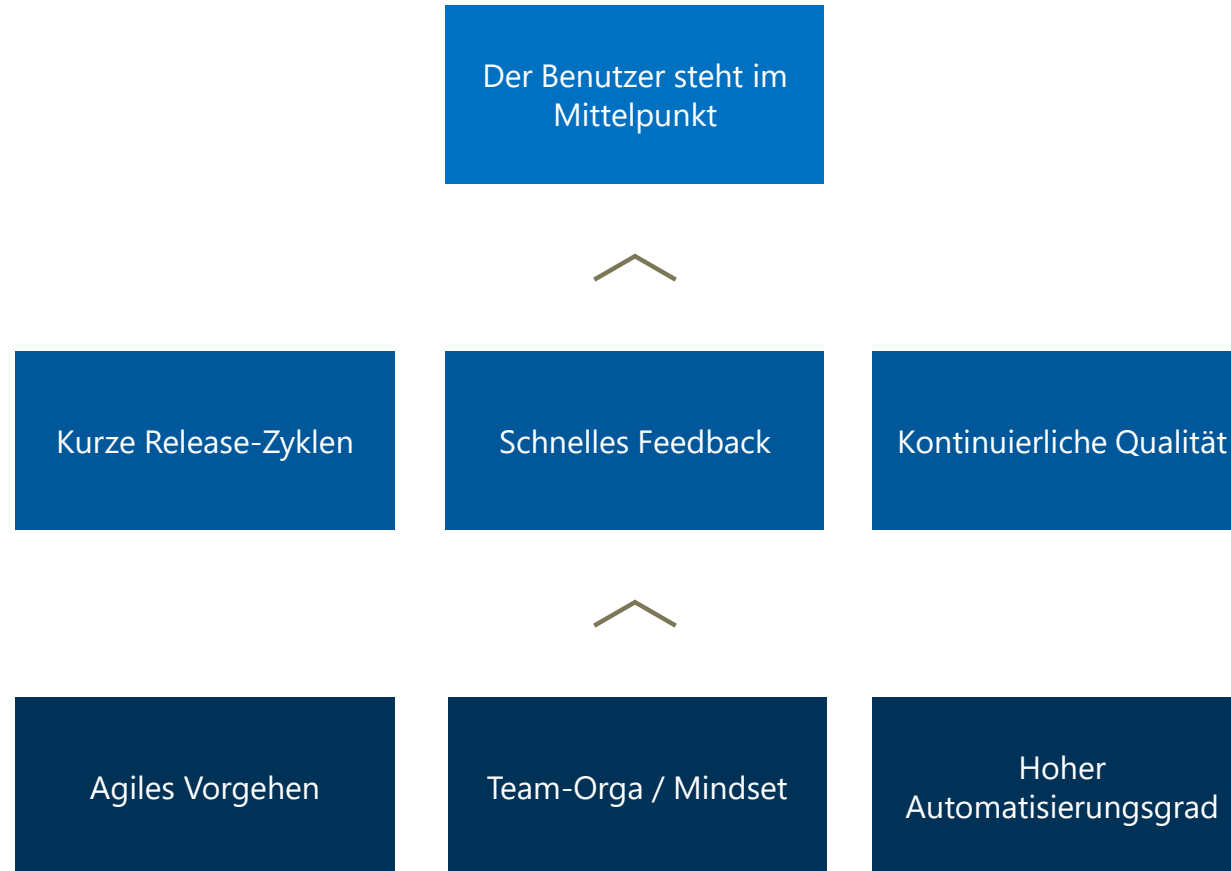 Der Benutzer steht im
Mittelpunkt
Kurze Release-Zyklen
Schnelles Feedback
Kontinuierliche Qualität
Agiles Vorgehen
Team-Orga / Mindset
Hoher
Automatisierungsgrad